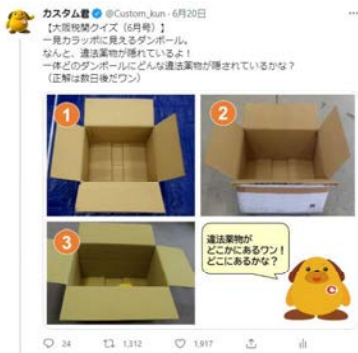 カスタム君 @Custom_kun・6月20日
【大阪税関クイズ（6月号）】
一見カラッポに見えるダンボール。
なんと、違法薬物が隠れているよ！
一体どのダンボールにどんな違法薬物が隠されているかな？
（正解は数日後だワン）
1
2
3
違法薬物が
どこかにあるワン！
どこにあるかな？
24 1,312 1,917